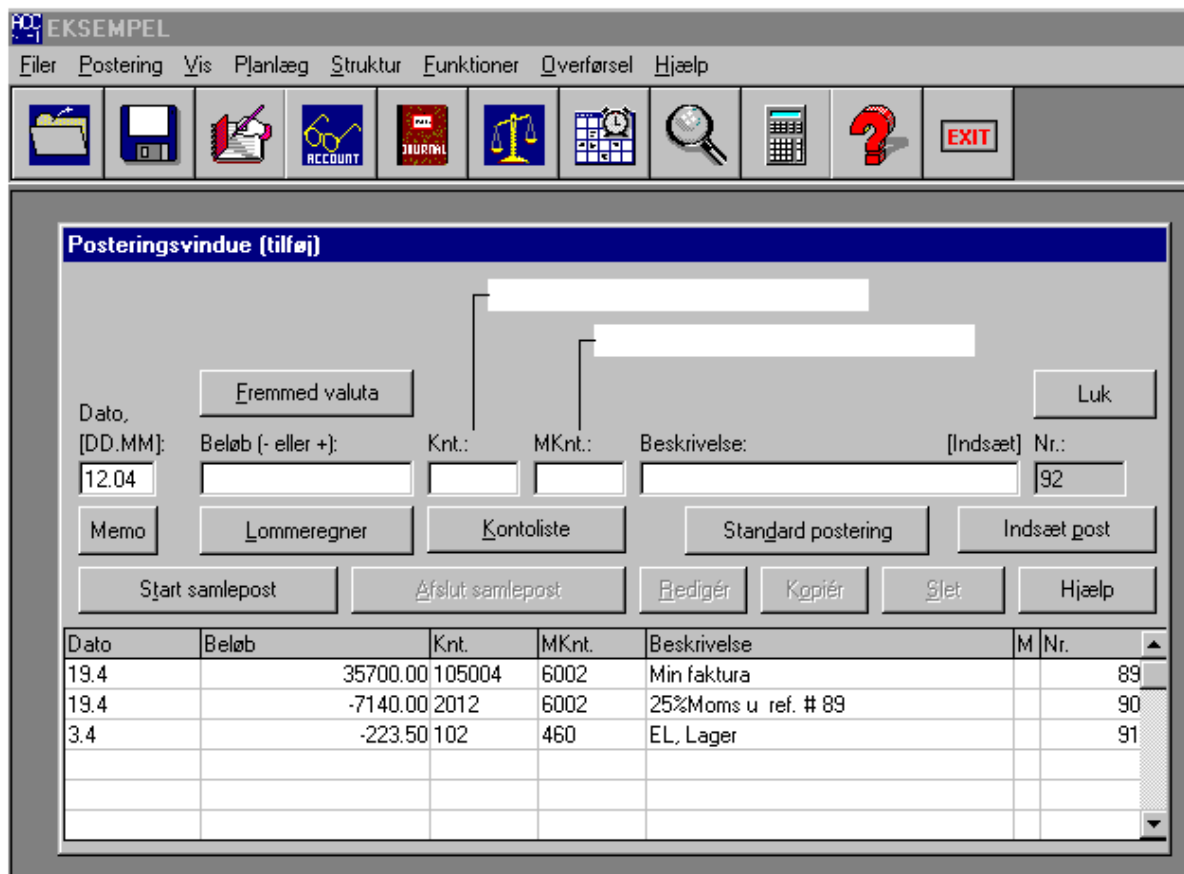 EKSEMPEL
Filer Postering Vis Planlæg Struktur Funktioner Overførsel Hjælp
ACCOUNT JOURNAL EXIT
Posteringsvindue (tilføj)
Fremmed valuta Luk
Dato,
[DD.MM]: Beløb (- eller +): Knt.: MKnt.: Beskrivelse: [Indsæt] Nr.:
12.04 92
Memo Lommeregner Kontoliste Standard postering Indsæt post
Start samlepost Afslut samlepost Redigér Kopiér Slet Hjælp
Dato Beløb Knt. MKnt. Beskrivelse M Nr.
19.4 35700.00 105004 6002 Min faktura 89
19.4 -7140.00 2012 6002 25%Moms u ref. # 89 90
3.4 -223.50 102 460 EL, Lager 91